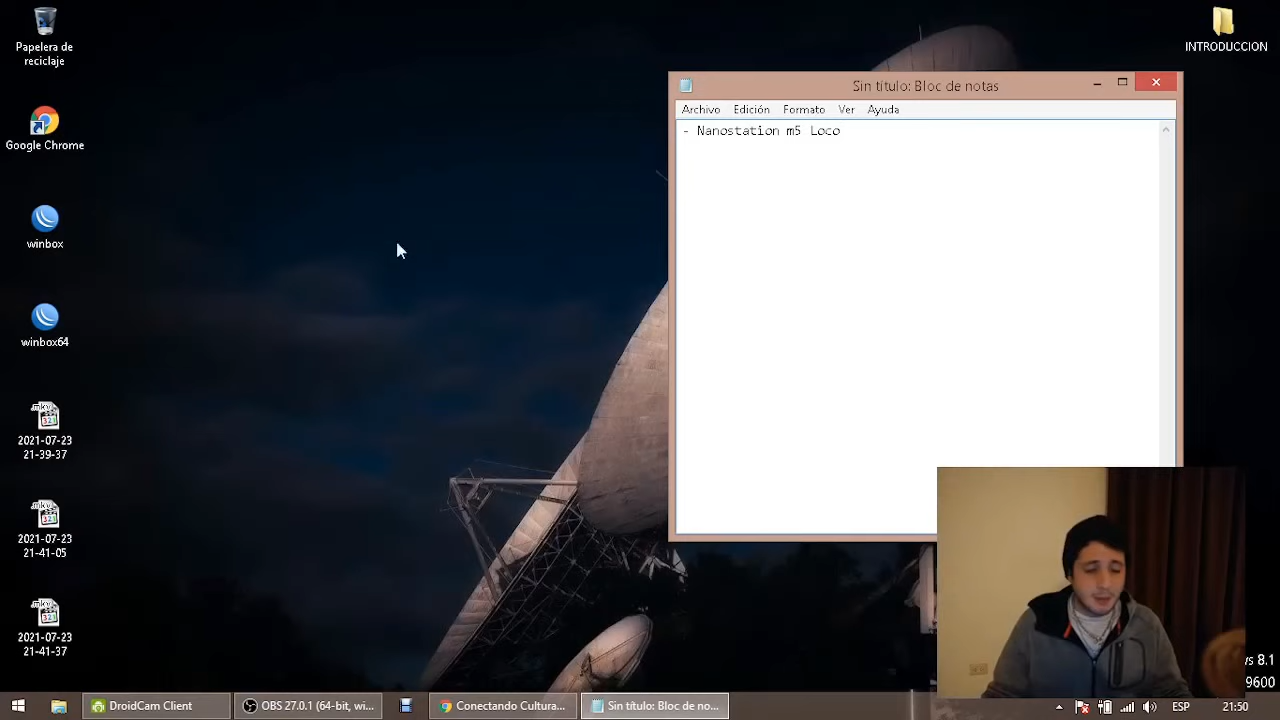 Papelera de
reciclaje
Google Chrome
winbox
winbox64
2021-07-23
21-39-37
2021-07-23
21-41-05
2021-07-23
21-41-37
INTRODUCCION
Sin título: Bloc de notas
Archivo Edición Formato Ver Ayuda
- Nanostation m5 Loco
ws 8.1
9600
DroidCam Client
OBS 27.0.1 (64-bit, wi...
Conectando Cultura...
Sin título: Bloc de no...
ESP
21:50